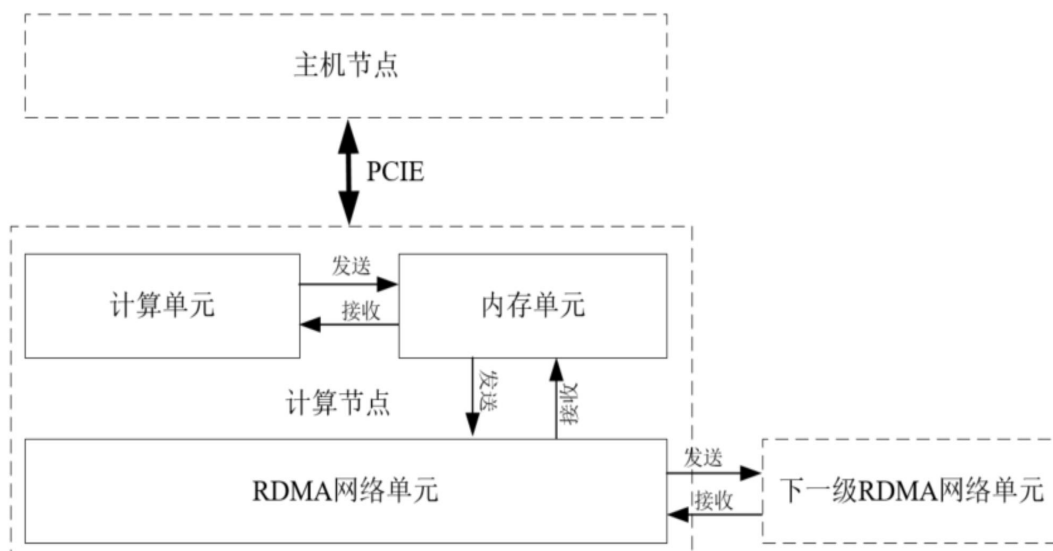 主机节点
PCIE
计算单元
发送
接收
内存单元
发送
接收
计算节点
RDMA网络单元
发送
接收
下一级RDMA网络单元